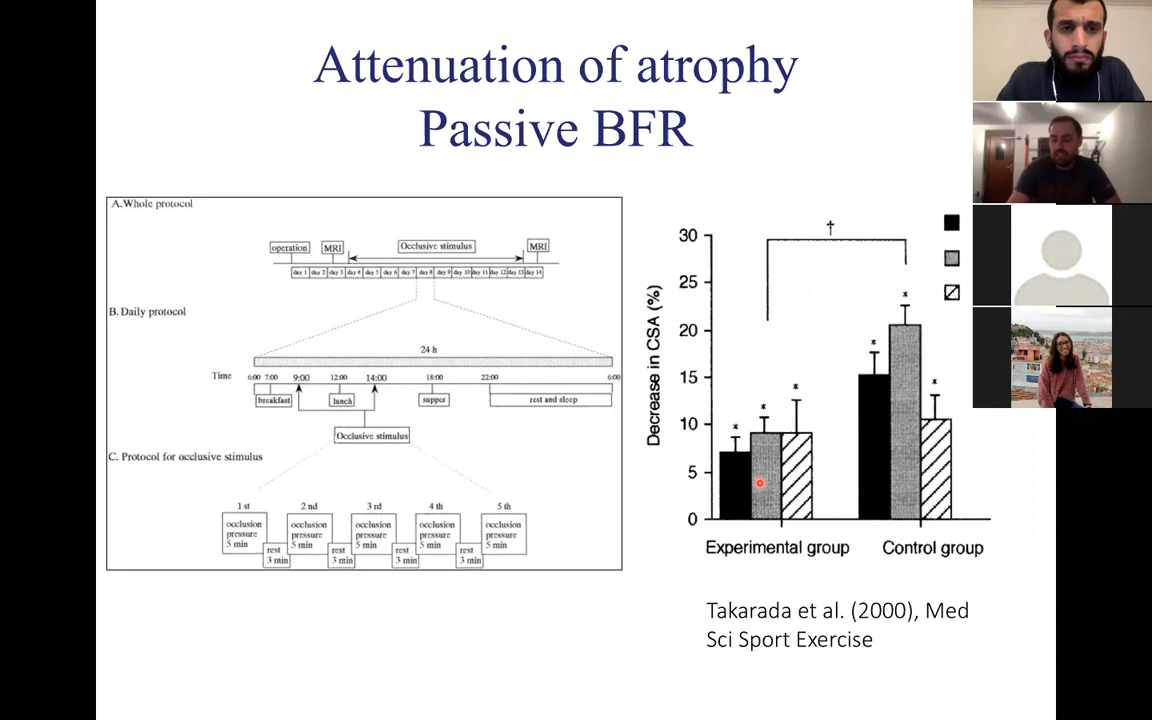 Attenuation of atrophy
Passive BFR
A.Whole protocol
operation
MRI
Occlusive stimulus
MRI
day 1 day 2 day 3 day 4 day 5 day 6 day 7 day 8 day 9 day 10 day 11 day 12 day 13 day 14
B. Daily protocol
24 h
Time 6:00 7:00 9:00 12:00 14:00 18:00 22:00 6:00
breakfast lunch supper rest and sleep
Occlusive stimulus
C. Protocol for occlusive stimulus
1 st 2 nd 3 rd 4 th 5 th
occlusion occlusion occlusion occlusion occlusion
pressure pressure pressure pressure pressure
5 min 5 min 5 min 5 min 5 min
rest rest rest rest
3 min 3 min 3 min 3 min
Decrease in CSA (%)
30
25
20
15
10
5
0
†
* * * * * *
Experimental group Control group
Takarada et al. (2000), Med
Sci Sport Exercise